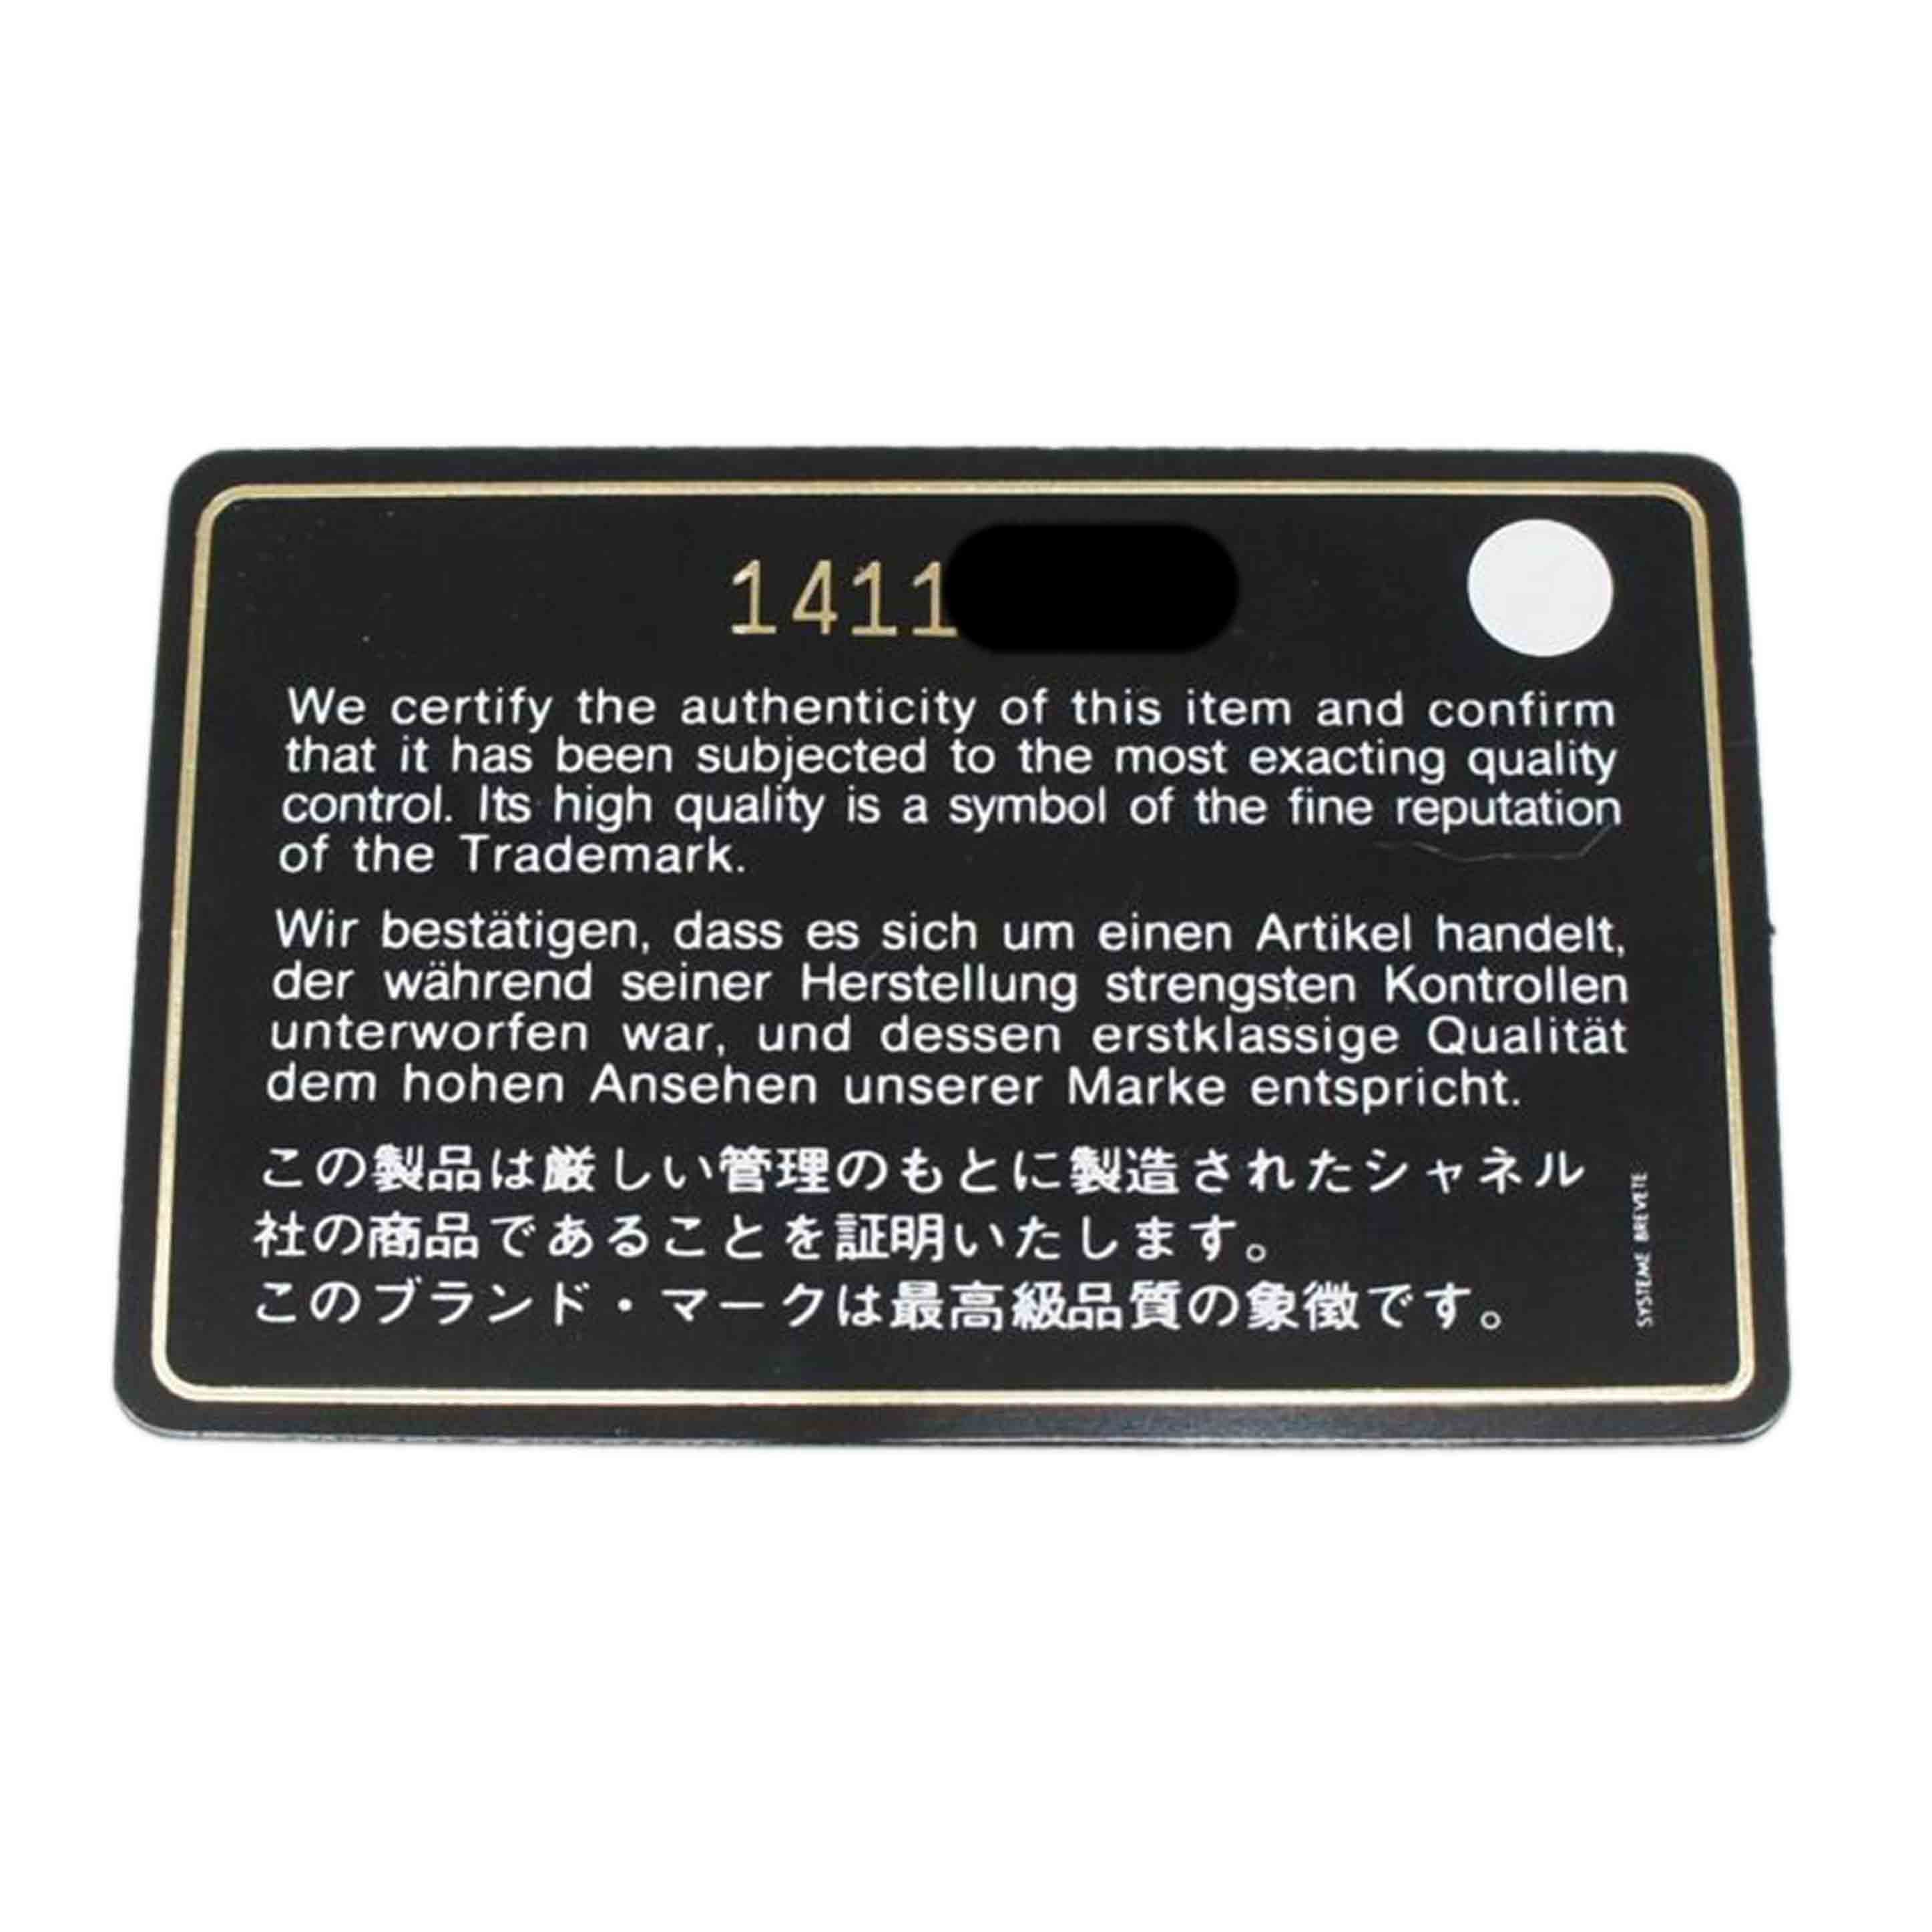 1411
We certify the authenticity of this item and confirm
that it has been subjected to the most exacting quality
control. Its high quality is a symbol of the fine reputation
of the Trademark.
Wir bestätigen, dass es sich um einen Artikel handelt,
der während seiner Herstellung strengsten Kontrollen
unterworfen war, und dessen erstklassige Qualität
dem hohen Ansehen unserer Marke entspricht.
この製品は厳しい管理のもとに製造されたシャネル
社の商品であることを証明いたします。
このブランド・マークは最高級品質の象徴です。
SYSTEME BREVETE